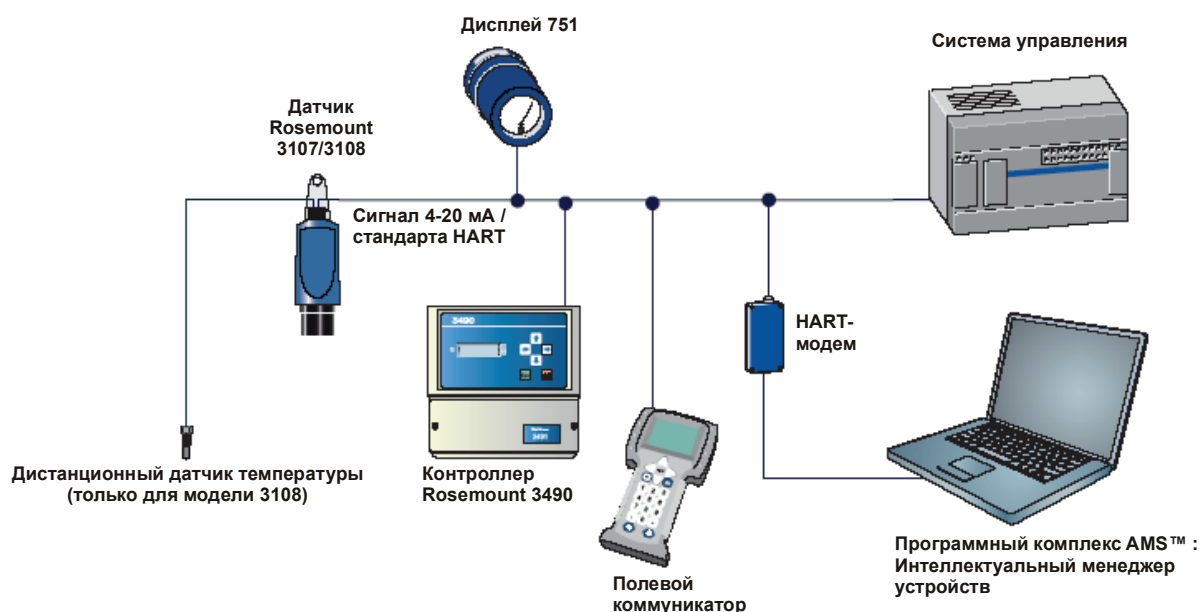 Дисплей 751
Система управления
Датчик
Rosemount
3107/3108
Сигнал 4-20 мА /
стандарта HART
3490
HART-
модем
3491
Дистанционный датчик температуры
(только для модели 3108)
Контроллер
Rosemount 3490
Полевой
коммуникатор
Программный комплекс AMS™ :
Интеллектуальный менеджер
устройств